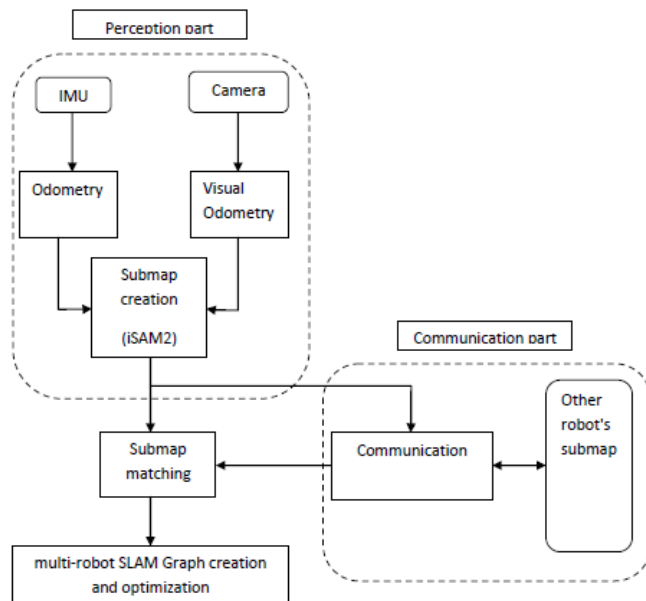 Perception part
IMU
Camera
Odometry
Visual
Odometry
Submap
creation
(iSAM2)
Communication part
Other
robot's
submap
Submap
matching
Communication
multi-robot SLAM Graph creation
and optimization